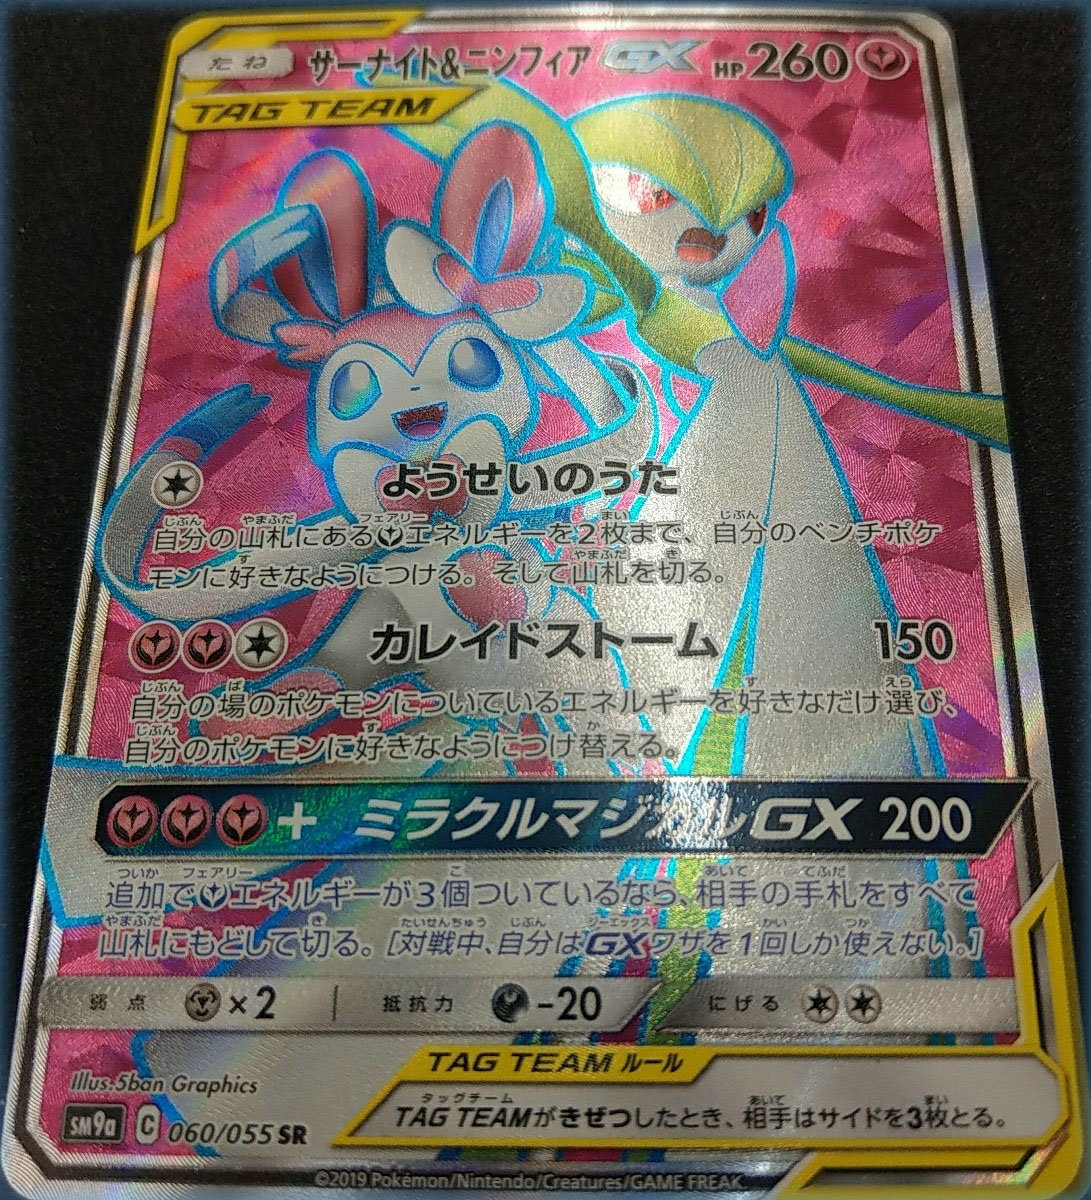 たね サーナイト&ニンフィアGX HP260
TAG TEAM
ようせいのうた
自分の山札にあるエネルギーを2枚まで、自分のベンチポケ
モンに好きなようにつける。そして山札を切る。
カレイドストーム 150
自分の場のポケモンについているエネルギーを好きなだけ選び、
自分のポケモンに好きなようにつけ替える。
+ ミラクルマジカルGX 200
追加でエネルギーが3個ついているなら、相手の手札をすべて
山札にもどして切る。[対戦中、自分はGXワザを1回しか使えない。]
弱点 ×2 抵抗力 -20 にげる
TAG TEAM ルール
TAG TEAMがきぜつしたとき、相手はサイドを3枚とる。
Illus.5ban Graphics
SM9a C 060/055 SR
©2019 Pokémon/Nintendo/Creatures/GAME FREAK.